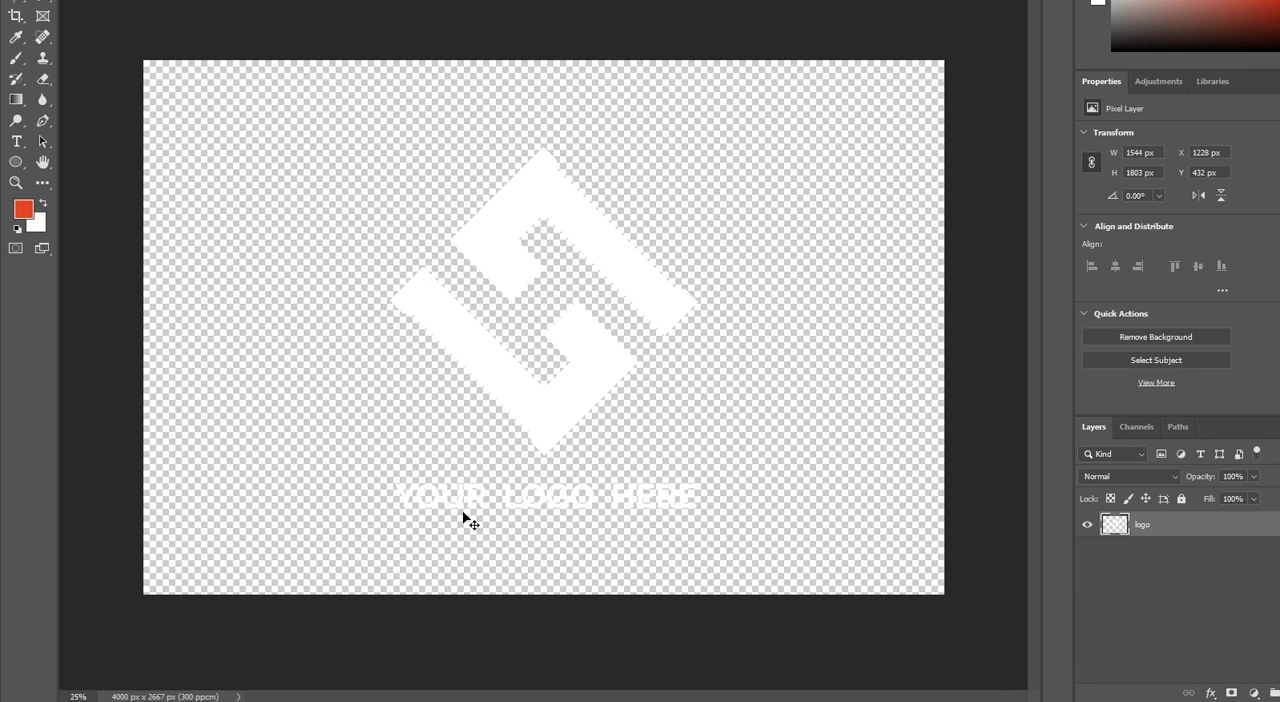 Properties Adjustments Libraries
Pixel Layer
Transform
W 1544 px X 1228 px
H 1803 px Y 432 px
0.00°
Align and Distribute
Align:
Quick Actions
Remove Background
Select Subject
View More
Layers Channels Paths
Kind
Normal Opacity: 100%
Lock: Fill: 100%
logo
YOUR LOGO HERE
25% 4000 px x 2667 px (300 ppcm)